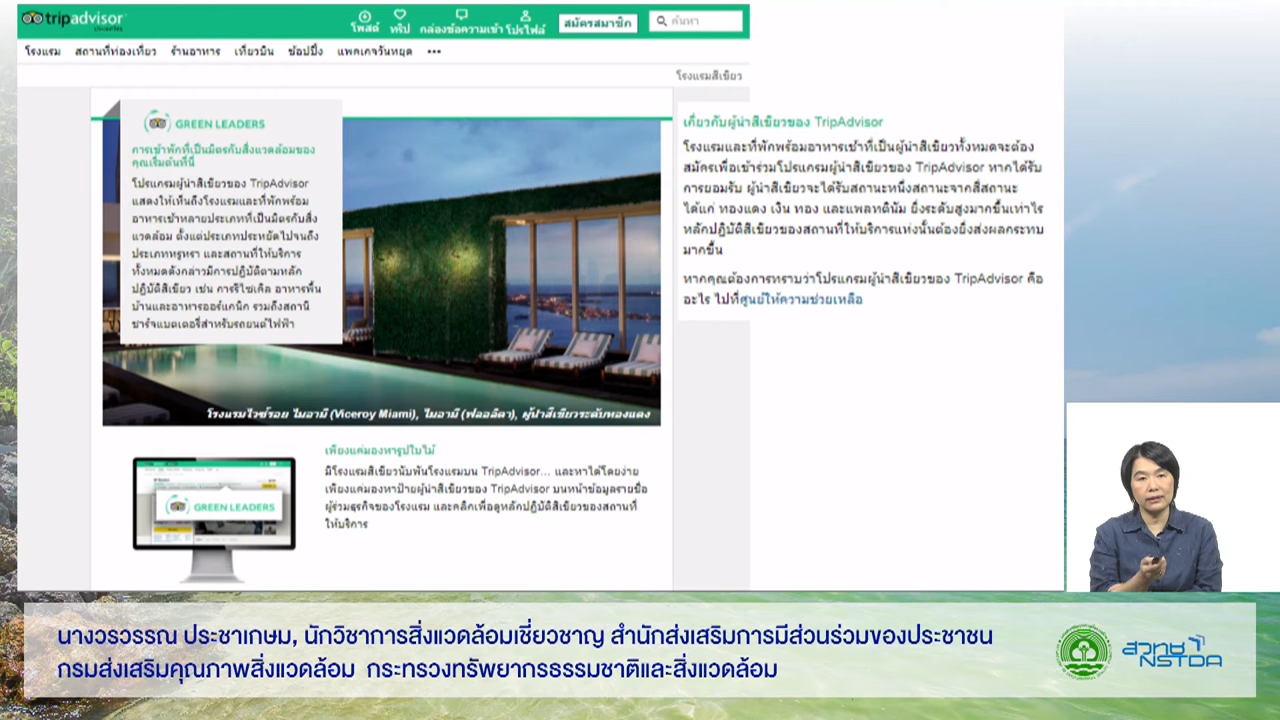 tripadvisor
โพสต์ ทริป กล่องข้อความเข้า โปรไฟล์ สมัครสมาชิก ค้นหา
โรงแรม สถานที่ท่องเที่ยว ร้านอาหาร เที่ยวบิน ช้อปปิ้ง แพคเกจวันหยุด •••
โรงแรมสีเขียว
GREEN LEADERS
การเข้าพักที่เป็นมิตรกับสิ่งแวดล้อมของ
คุณเริ่มต้นที่นี่
โปรแกรมผู้นำสีเขียวของ TripAdvisor
แสดงให้เห็นถึงโรงแรมและที่พักพร้อม
อาหารเช้าหลายประเภทที่เป็นมิตรกับสิ่ง
แวดล้อม ตั้งแต่ประเภทประหยัดไปจนถึง
ประเภทหรูหรา และสถานที่ให้บริการ
ทั้งหมดดังกล่าวมีการปฏิบัติตามหลัก
ปฏิบัติสีเขียว เช่น การรีไซเคิล อาหารพื้น
บ้านและอาหารออร์แกนิก รวมถึงสถานี
ชาร์จแบตเตอรี่สำหรับรถยนต์ไฟฟ้า
โรงแรมไวซ์รอย ไมอามี (Viceroy Miami), ไมอามี (ฟลอลิดา), ผู้นำสีเขียวระดับทองแดง
เกี่ยวกับผู้นำสีเขียวของ TripAdvisor
โรงแรมและที่พักพร้อมอาหารเช้าที่เป็นผู้นำสีเขียวทั้งหมดจะต้อง
สมัครเพื่อเข้าร่วมโปรแกรมผู้นำสีเขียวของ TripAdvisor หากได้รับ
การยอมรับ ผู้นำสีเขียวจะได้รับสถานะหนึ่งสถานะจากสี่สถานะ
ได้แก่ ทองแดง เงิน ทอง และแพลทตินัม ยิ่งระดับสูงมากขึ้นเท่าไร
หลักปฏิบัติสีเขียวของสถานที่ให้บริการแห่งนั้นต้องยิ่งส่งผลกระทบ
มากขึ้น
หากคุณต้องการทราบว่าโปรแกรมผู้นำสีเขียวของ TripAdvisor คือ
อะไร ไปที่ศูนย์ให้ความช่วยเหลือ
GREEN LEADERS
เพียงแค่มองหารูปใบไม้
มีโรงแรมสีเขียวนับพันโรงแรมบน TripAdvisor... และหาได้โดยง่าย
เพียงแค่มองหาป้ายผู้นำสีเขียวของ TripAdvisor บนหน้าข้อมูลรายชื่อ
ผู้ร่วมธุรกิจของโรงแรม และคลิกเพื่อดูหลักปฏิบัติสีเขียวของสถานที่
ให้บริการ
นางวรวรรณ ประชาเกษม, นักวิชาการสิ่งแวดล้อมเชี่ยวชาญ สำนักส่งเสริมการมีส่วนร่วมของประชาชน
กรมส่งเสริมคุณภาพสิ่งแวดล้อม กระทรวงทรัพยากรธรรมชาติและสิ่งแวดล้อม
สวทช
NSTDA